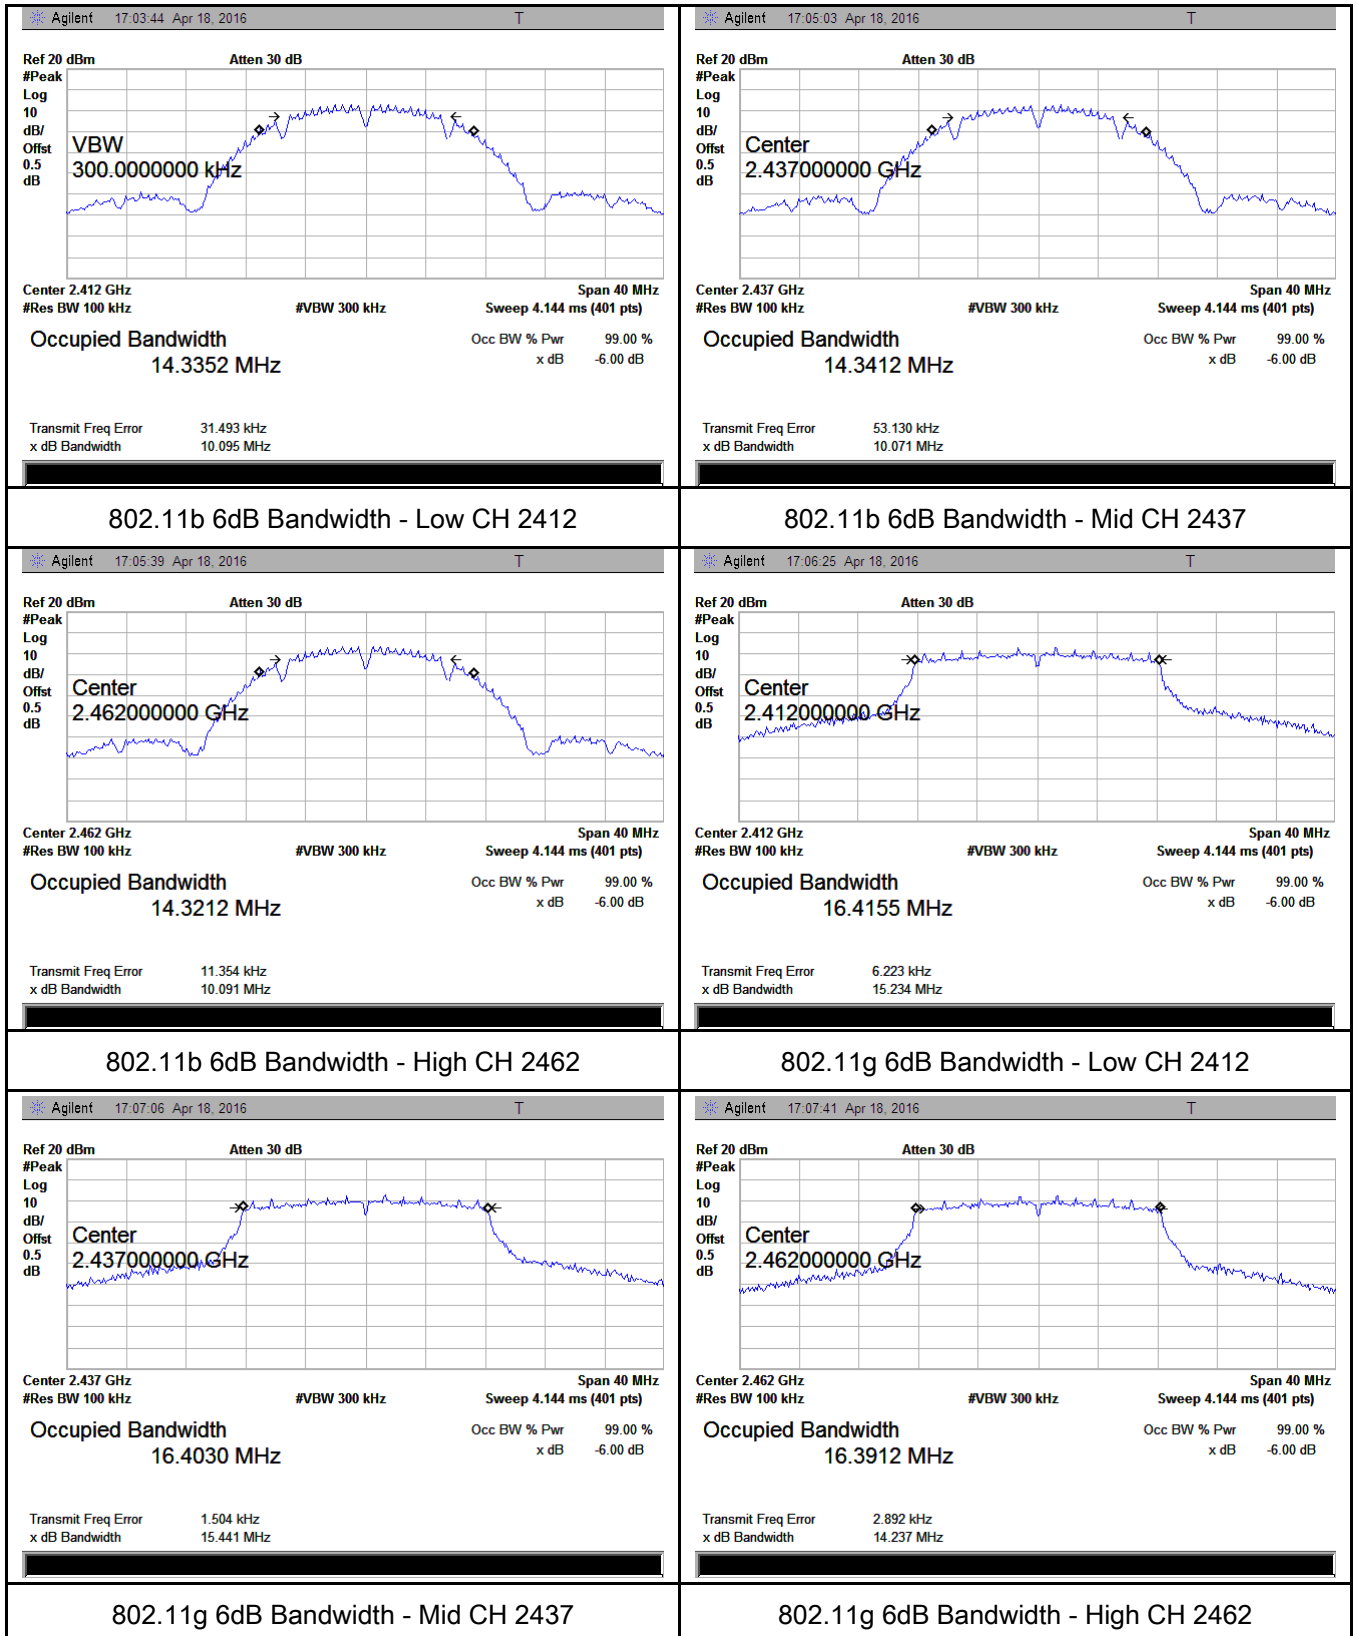 Agilent 17:03:44 Apr 18, 2016 T
Ref 20 dBm Atten 30 dB
#Peak
Log
10
dB/
Offst
0.5
dB
VBW
300.0000000 kHz
Center 2.412 GHz Span 40 MHz
#Res BW 100 kHz #VBW 300 kHz Sweep 4.144 ms (401 pts)
Occupied Bandwidth Occ BW % Pwr 99.00 %
14.3352 MHz x dB -6.00 dB
Transmit Freq Error 31.493 kHz
x dB Bandwidth 10.095 MHz
802.11b 6dB Bandwidth - Low CH 2412
Agilent 17:05:03 Apr 18, 2016 T
Ref 20 dBm Atten 30 dB
#Peak
Log
10
dB/
Offst
0.5
dB
Center
2.437000000 GHz
Center 2.437 GHz Span 40 MHz
#Res BW 100 kHz #VBW 300 kHz Sweep 4.144 ms (401 pts)
Occupied Bandwidth Occ BW % Pwr 99.00 %
14.3412 MHz x dB -6.00 dB
Transmit Freq Error 53.130 kHz
x dB Bandwidth 10.071 MHz
802.11b 6dB Bandwidth - Mid CH 2437
Agilent 17:05:39 Apr 18, 2016 T
Ref 20 dBm Atten 30 dB
#Peak
Log
10
dB/
Offst
0.5
dB
Center
2.462000000 GHz
Center 2.462 GHz Span 40 MHz
#Res BW 100 kHz #VBW 300 kHz Sweep 4.144 ms (401 pts)
Occupied Bandwidth Occ BW % Pwr 99.00 %
14.3212 MHz x dB -6.00 dB
Transmit Freq Error 11.354 kHz
x dB Bandwidth 10.091 MHz
802.11b 6dB Bandwidth - High CH 2462
Agilent 17:06:25 Apr 18, 2016 T
Ref 20 dBm Atten 30 dB
#Peak
Log
10
dB/
Offst
0.5
dB
Center
2.412000000 GHz
Center 2.412 GHz Span 40 MHz
#Res BW 100 kHz #VBW 300 kHz Sweep 4.144 ms (401 pts)
Occupied Bandwidth Occ BW % Pwr 99.00 %
16.4155 MHz x dB -6.00 dB
Transmit Freq Error 6.223 kHz
x dB Bandwidth 15.234 MHz
802.11g 6dB Bandwidth - Low CH 2412
Agilent 17:07:06 Apr 18, 2016 T
Ref 20 dBm Atten 30 dB
#Peak
Log
10
dB/
Offst
0.5
dB
Center
2.437000000 GHz
Center 2.437 GHz Span 40 MHz
#Res BW 100 kHz #VBW 300 kHz Sweep 4.144 ms (401 pts)
Occupied Bandwidth Occ BW % Pwr 99.00 %
16.4030 MHz x dB -6.00 dB
Transmit Freq Error 1.504 kHz
x dB Bandwidth 15.441 MHz
802.11g 6dB Bandwidth - Mid CH 2437
Agilent 17:07:41 Apr 18, 2016 T
Ref 20 dBm Atten 30 dB
#Peak
Log
10
dB/
Offst
0.5
dB
Center
2.462000000 GHz
Center 2.462 GHz Span 40 MHz
#Res BW 100 kHz #VBW 300 kHz Sweep 4.144 ms (401 pts)
Occupied Bandwidth Occ BW % Pwr 99.00 %
16.3912 MHz x dB -6.00 dB
Transmit Freq Error 2.892 kHz
x dB Bandwidth 14.237 MHz
802.11g 6dB Bandwidth - High CH 2462